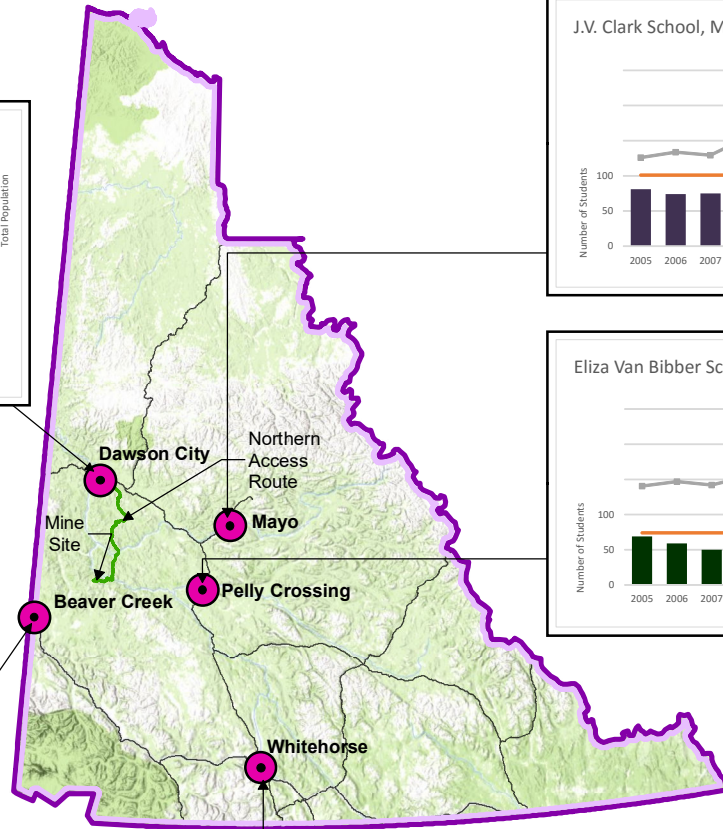 J.V. Clark School, M
Number of Students
100
50
0
2005 2006 2007
Total Population
Eliza Van Bibber Sc
Number of Students
100
50
0
2005 2006 2007
Dawson City
Northern
Access
Route
Mayo
Mine
Site
Pelly Crossing
Beaver Creek
Whitehorse